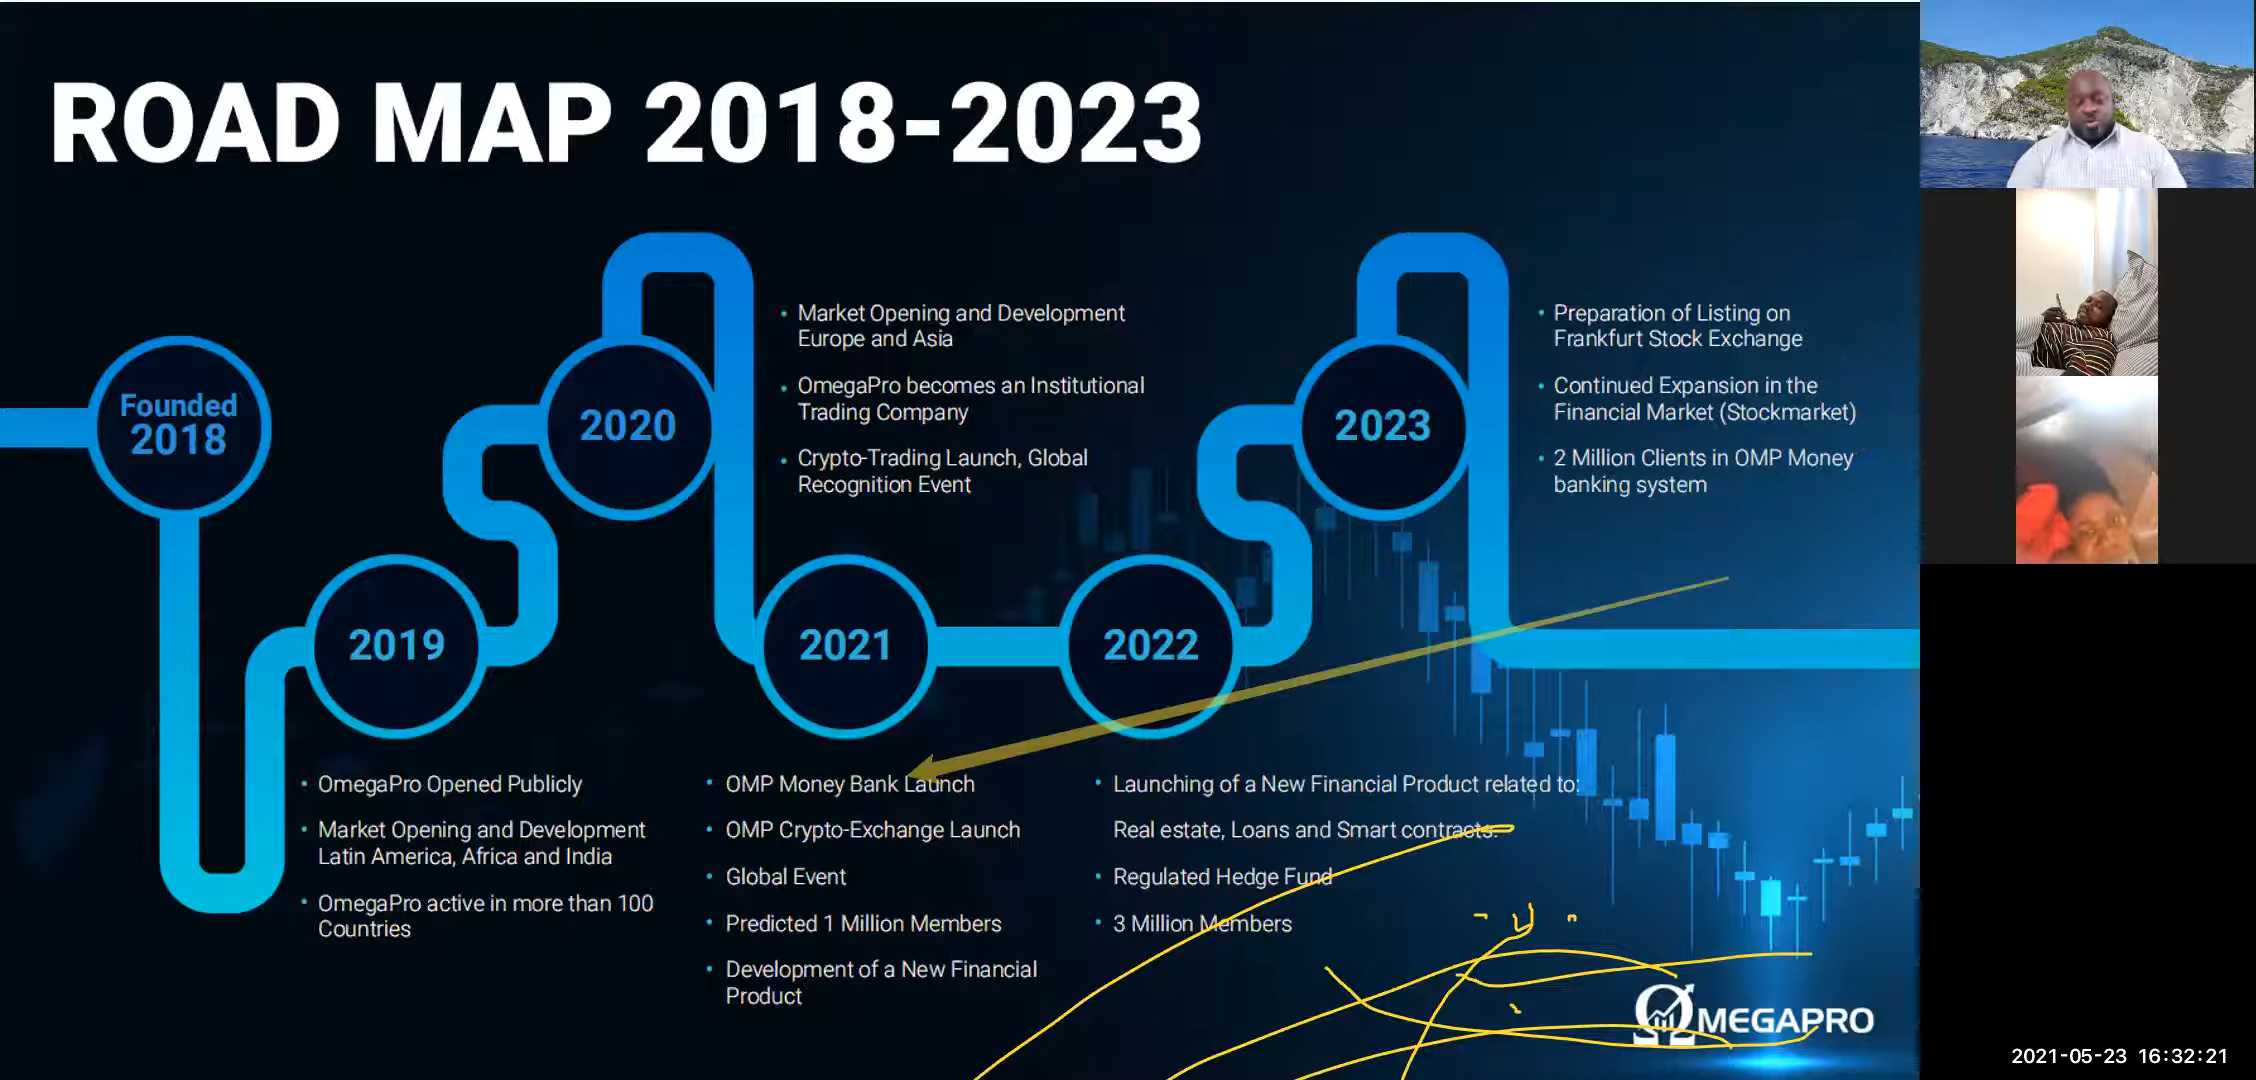 ROAD MAP 2018-2023
Founded
2018
2019
• OmegaPro Opened Publicly
• Market Opening and Development
Latin America, Africa and India
• OmegaPro active in more than 100
Countries
2020
• Market Opening and Development
Europe and Asia
• OmegaPro becomes an Institutional
Trading Company
• Crypto-Trading Launch, Global
Recognition Event
2021
• OMP Money Bank Launch
• OMP Crypto-Exchange Launch
• Global Event
• Predicted 1 Million Members
• Development of a New Financial
Product
2022
• Launching of a New Financial Product related to:
Real estate, Loans and Smart contracts.
• Regulated Hedge Fund
• 3 Million Members
2023
• Preparation of Listing on
Frankfurt Stock Exchange
• Continued Expansion in the
Financial Market (Stockmarket)
• 2 Million Clients in OMP Money
banking system
ΩMEGAPRO
2021-05-23 16:32:21